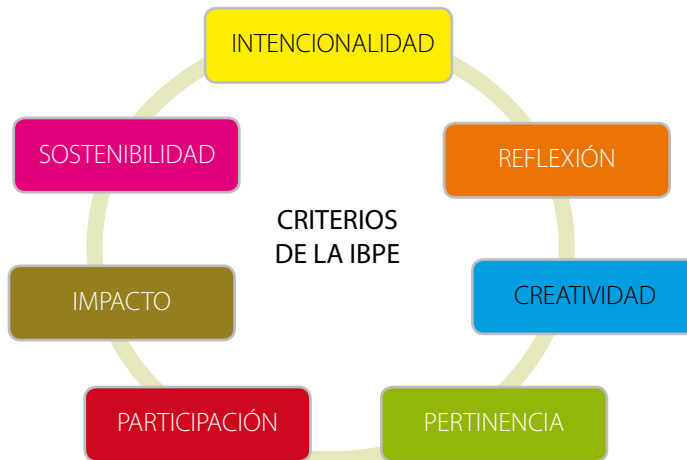 INTENCIONALIDAD
SOSTENIBILIDAD
REFLEXIÓN
CRITERIOS
DE LA IBPE
IMPACTO
CREATIVIDAD
PARTICIPACIÓN
PERTINENCIA